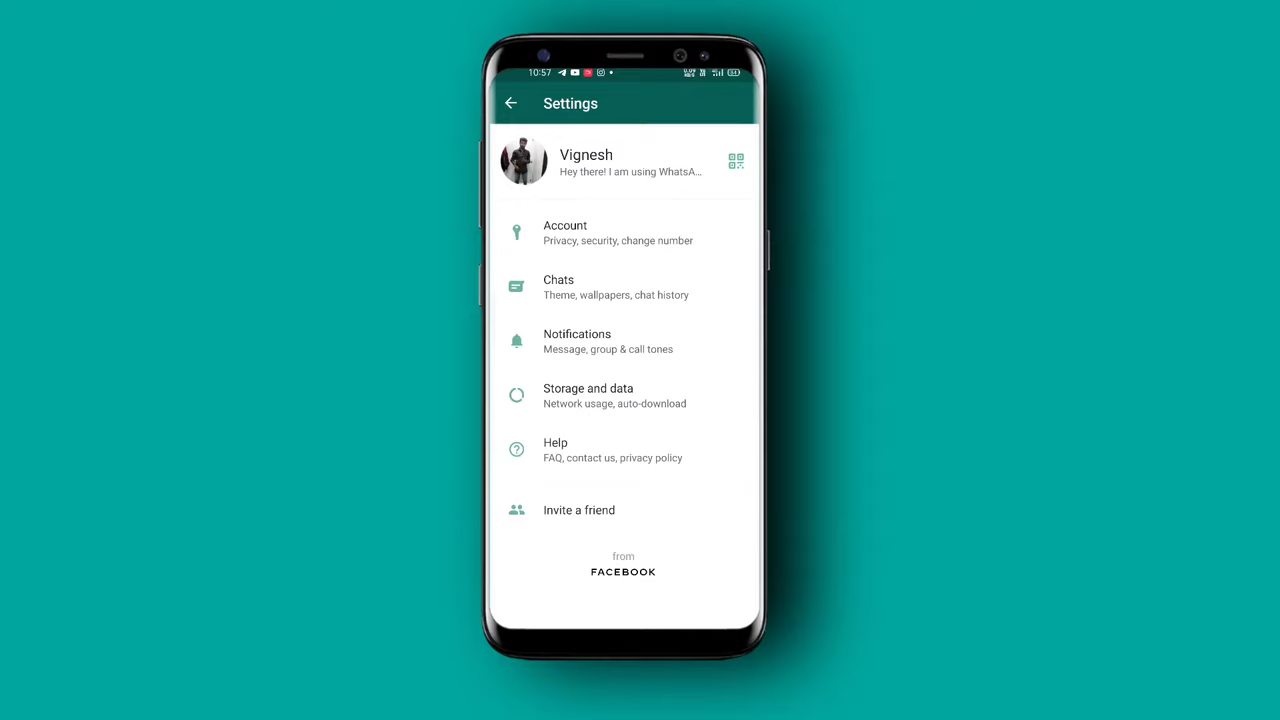 10:57
Settings
Vignesh
Hey there! I am using WhatsA...
Account
Privacy, security, change number
Chats
Theme, wallpapers, chat history
Notifications
Message, group & call tones
Storage and data
Network usage, auto-download
Help
FAQ, contact us, privacy policy
Invite a friend
from
FACEBOOK